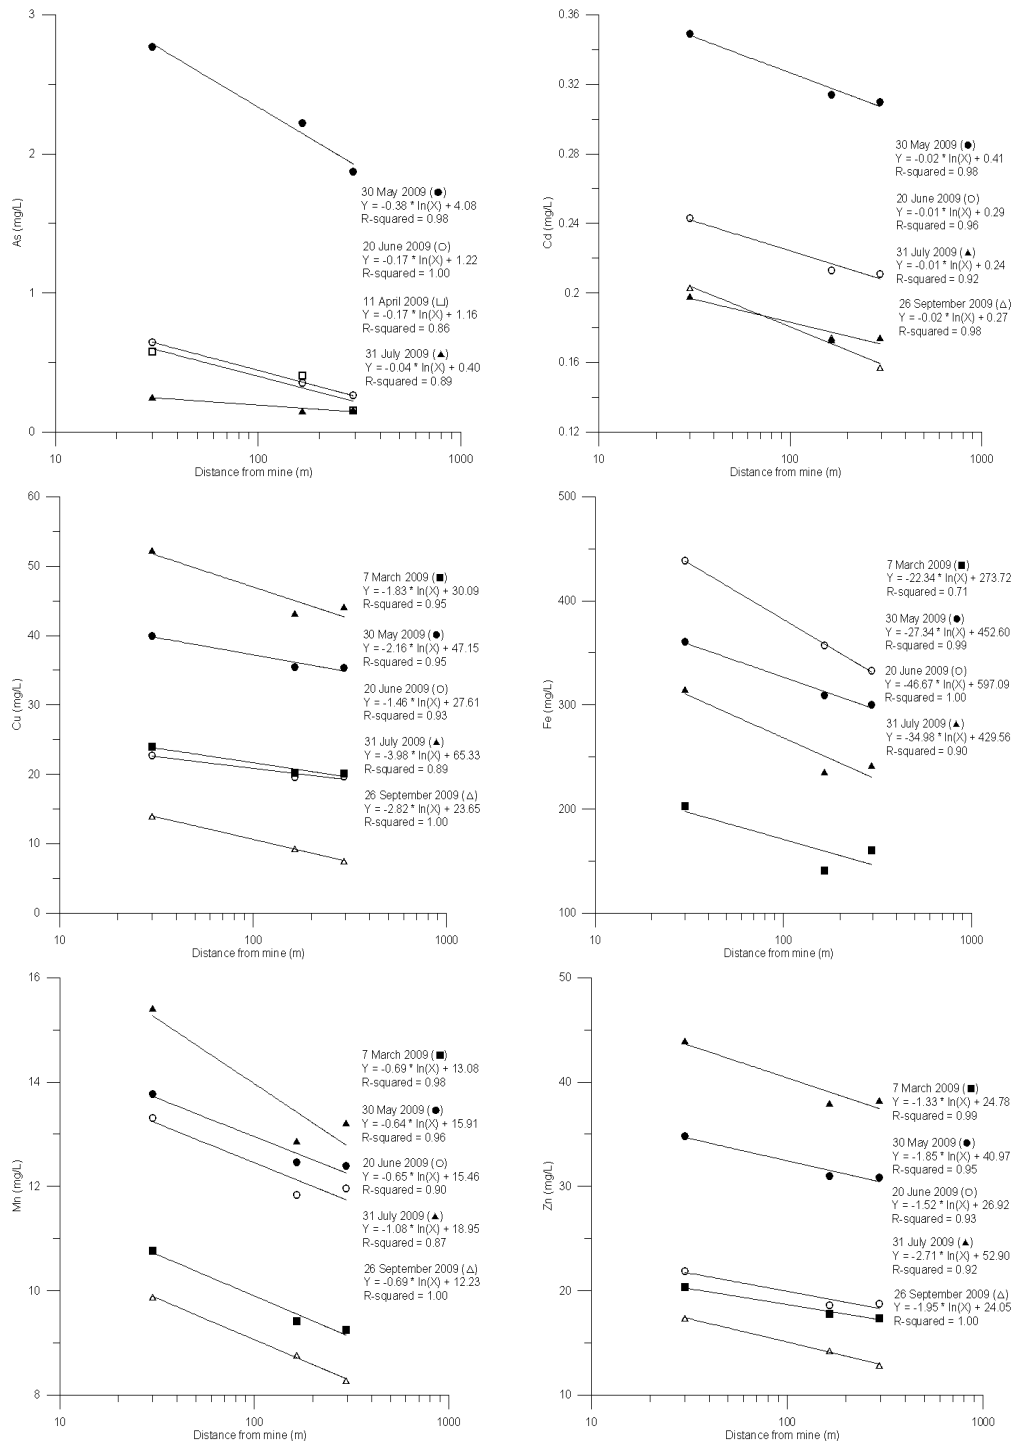 3
2
1
0
As (mg/L)
30 May 2009 (●)
Y = -0.38 * ln(X) + 4.08
R-squared = 0.98
20 June 2009 (○)
Y = -0.17 * ln(X) + 1.22
R-squared = 1.00
11 April 2009 (□)
Y = -0.17 * ln(X) + 1.16
R-squared = 0.86
31 July 2009 (▲)
Y = -0.04 * ln(X) + 0.40
R-squared = 0.89
10 100 1000
Distance from mine (m)
0.36
0.32
0.28
0.24
0.2
0.16
0.12
Cd (mg/L)
30 May 2009 (●)
Y = -0.02 * ln(X) + 0.41
R-squared = 0.98
20 June 2009 (○)
Y = -0.01 * ln(X) + 0.29
R-squared = 0.96
31 July 2009 (▲)
Y = -0.01 * ln(X) + 0.24
R-squared = 0.92
26 September 2009 (△)
Y = -0.02 * ln(X) + 0.27
R-squared = 0.98
10 100 1000
Distance from mine (m)
60
50
40
30
20
10
0
Cu (mg/L)
7 March 2009 (■)
Y = -1.83 * ln(X) + 30.09
R-squared = 0.95
30 May 2009 (●)
Y = -2.16 * ln(X) + 47.15
R-squared = 0.95
20 June 2009 (○)
Y = -1.46 * ln(X) + 27.61
R-squared = 0.93
31 July 2009 (▲)
Y = -3.98 * ln(X) + 65.33
R-squared = 0.89
26 September 2009 (△)
Y = -2.82 * ln(X) + 23.65
R-squared = 1.00
10 100 1000
Distance from mine (m)
500
400
300
200
100
Fe (mg/L)
7 March 2009 (■)
Y = -22.34 * ln(X) + 273.72
R-squared = 0.71
30 May 2009 (●)
Y = -27.34 * ln(X) + 452.60
R-squared = 0.99
20 June 2009 (○)
Y = -46.67 * ln(X) + 597.09
R-squared = 1.00
31 July 2009 (▲)
Y = -34.98 * ln(X) + 429.56
R-squared = 0.90
10 100 1000
Distance from mine (m)
16
14
12
10
8
Mn (mg/L)
7 March 2009 (■)
Y = -0.69 * ln(X) + 13.08
R-squared = 0.98
30 May 2009 (●)
Y = -0.64 * ln(X) + 15.91
R-squared = 0.96
20 June 2009 (○)
Y = -0.65 * ln(X) + 15.46
R-squared = 0.90
31 July 2009 (▲)
Y = -1.08 * ln(X) + 18.95
R-squared = 0.87
26 September 2009 (△)
Y = -0.69 * ln(X) + 12.23
R-squared = 1.00
10 100 1000
Distance from mine (m)
50
40
30
20
10
Zn (mg/L)
7 March 2009 (■)
Y = -1.33 * ln(X) + 24.78
R-squared = 0.99
30 May 2009 (●)
Y = -1.85 * ln(X) + 40.97
R-squared = 0.95
20 June 2009 (○)
Y = -1.52 * ln(X) + 26.92
R-squared = 0.93
31 July 2009 (▲)
Y = -2.71 * ln(X) + 52.90
R-squared = 0.92
26 September 2009 (△)
Y = -1.95 * ln(X) + 24.05
R-squared = 1.00
10 100 1000
Distance from mine (m)